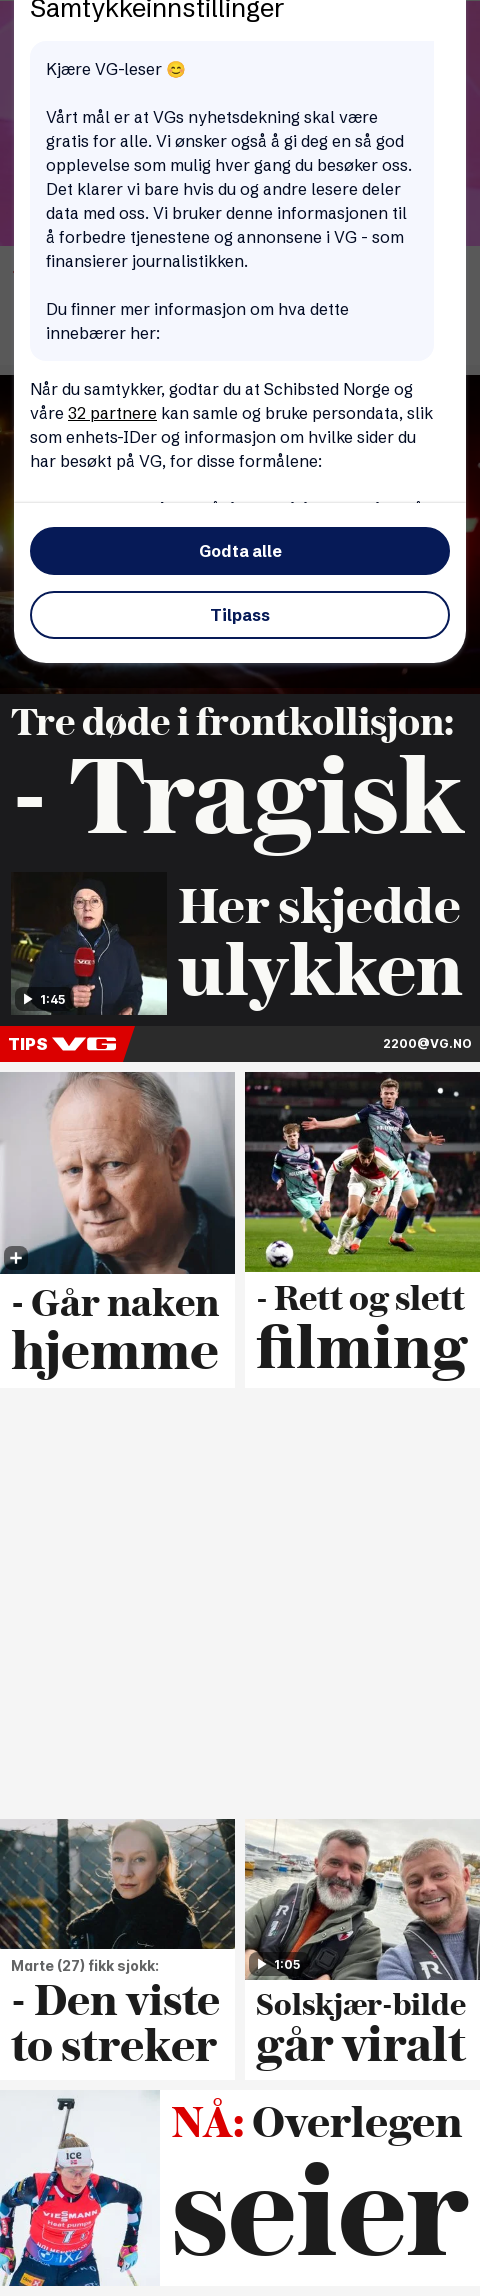 Samtykkeinnstillinger
Kjære VG-leser 😊
Vårt mål er at VGs nyhetsdekning skal være
gratis for alle. Vi ønsker også å gi deg en så god
opplevelse som mulig hver gang du besøker oss.
Det klarer vi bare hvis du og andre lesere deler
data med oss. Vi bruker denne informasjonen til
å forbedre tjenestene og annonsene i VG - som
finansierer journalistikken.
Du finner mer informasjon om hva dette
innebærer her:
Når du samtykker, godtar du at Schibsted Norge og
våre 32 partnere kan samle og bruke persondata, slik
som enhets-IDer og informasjon om hvilke sider du
har besøkt på VG, for disse formålene:
Godta alle
Tilpass
Tre døde i frontkollisjon:
- Tragisk
Her skjedde
ulykken
1:45
TIPS VG
2200@VG.NO
- Går naken
hjemme
- Rett og slett
filming
Marte (27) fikk sjokk:
- Den viste
to streker
1:05
Solskjær-bilde
går viralt
NÅ: Overlegen
seier
ice
VIESSMANN
Heat pumps